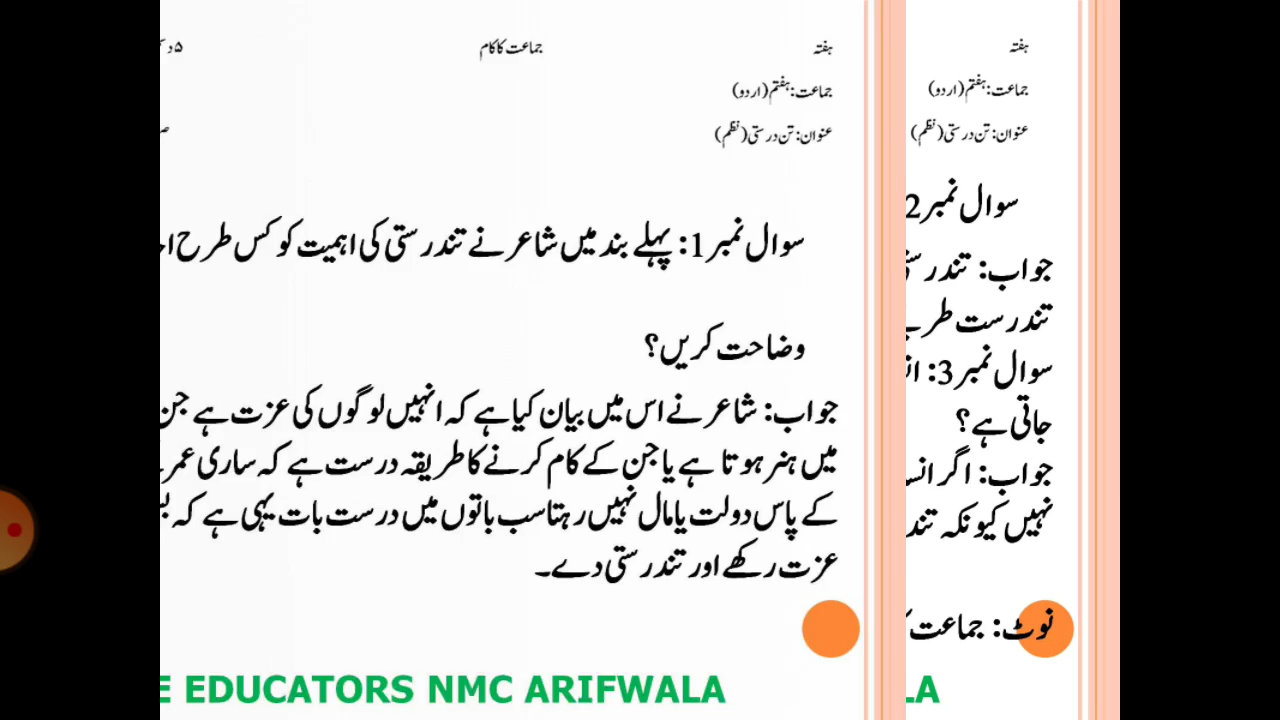 ہفتہ جماعت کا کام ۵
جماعت: ہفتم (اردو)
عنوان: تن درستی (نظم)
سوال نمبر 1: پہلے بند میں شاعر نے تندرستی کی اہمیت کو کس طرح
وضاحت کریں؟
جواب: شاعر نے اس میں بیان کیا ہے کہ انہیں لوگوں کی عزت ہے جن
میں ہنر ہوتا ہے یا جن کے کام کرنے کا طریقہ درست ہے کہ ساری عمر
کے پاس دولت یا مال نہیں رہتا سب باتوں میں درست بات یہی ہے کہ
عزت رکھے اور تندرستی دے۔
EDUCATORS NMC ARIFWALA
ہفتہ
جماعت: ہفتم (اردو)
عنوان: تن درستی (نظم)
سوال نمبر 2
جواب:
تندرست
سوال نمبر 3:
جاتی ہے؟
جواب: اگر
نہیں کیونکہ
نوٹ: جماعت
LA